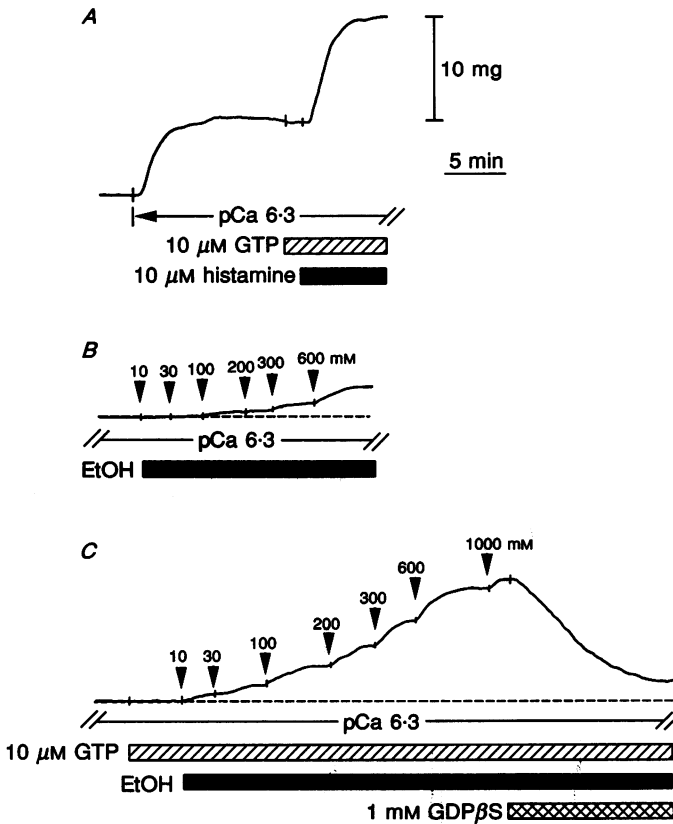 A
10 mg
5 min
pCa 6·3
10 µM GTP
10 µM histamine
B
10 30 100 200 300 600 mM
pCa 6·3
EtOH
C
10 30 100 200 300 600 1000 mM
pCa 6·3
10 µM GTP
EtOH
1 mM GDPβS